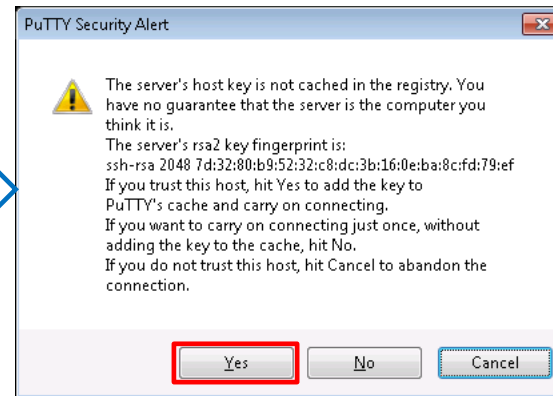 PuTTY Security Alert
The server's host key is not cached in the registry. You
have no guarantee that the server is the computer you
think it is.
The server's rsa2 key fingerprint is:
ssh-rsa 2048 7d:32:80:b9:52:32:c8:dc:3b:16:0e:ba:8c:fd:79:ef
If you trust this host, hit Yes to add the key to
PuTTY's cache and carry on connecting.
If you want to carry on connecting just once, without
adding the key to the cache, hit No.
If you do not trust this host, hit Cancel to abandon the
connection.
Yes No Cancel